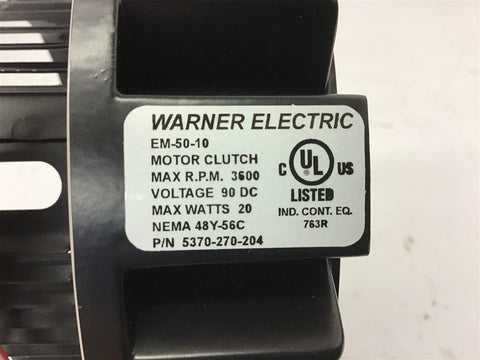 WARNER ELECTRIC
EM-50-10
MOTOR CLUTCH
MAX R.P.M. 3600
VOLTAGE 90 DC
MAX WATTS 20
NEMA 48Y-56C
P/N 5370-270-204
C UL US
LISTED
IND. CONT. EQ.
763R